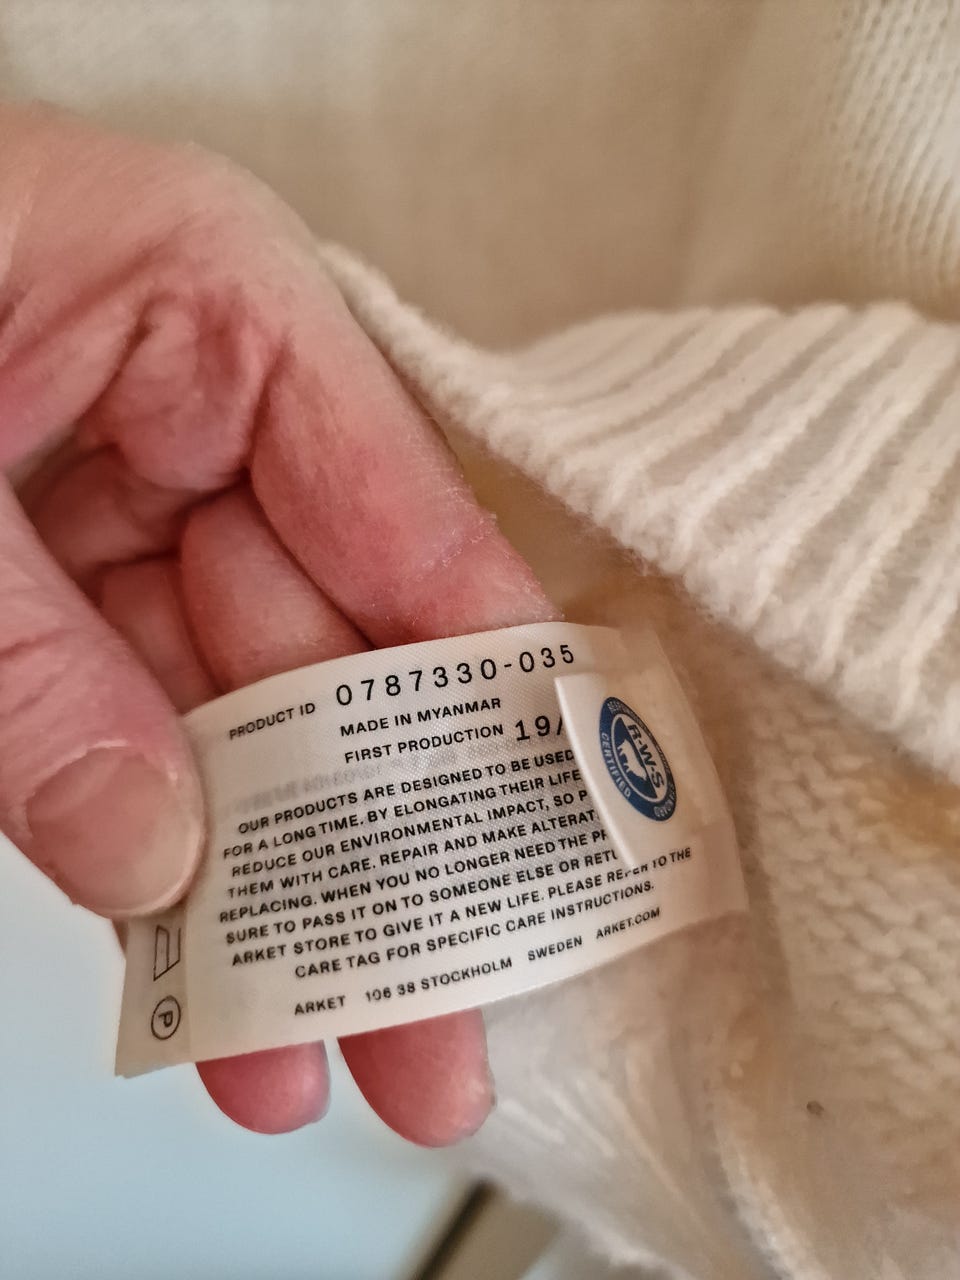 PRODUCT ID 0787330-035
MADE IN MYANMAR
FIRST PRODUCTION 19/
OUR PRODUCTS ARE DESIGNED TO BE USED
FOR A LONG TIME. BY ELONGATING THEIR LIFE
REDUCE OUR ENVIRONMENTAL IMPACT, SO
THEM WITH CARE. REPAIR AND MAKE
REPLACING. WHEN YOU NO LONGER NEED THE
SURE TO PASS IT ON TO SOMEONE ELSE OR
ARKET STORE TO GIVE IT A NEW LIFE. PLEASE REFER TO THE
CARE TAG FOR SPECIFIC CARE INSTRUCTIONS.
ARKET 106 38 STOCKHOLM SWEDEN ARKET.COM
P
R-W-S
CERTIFIED